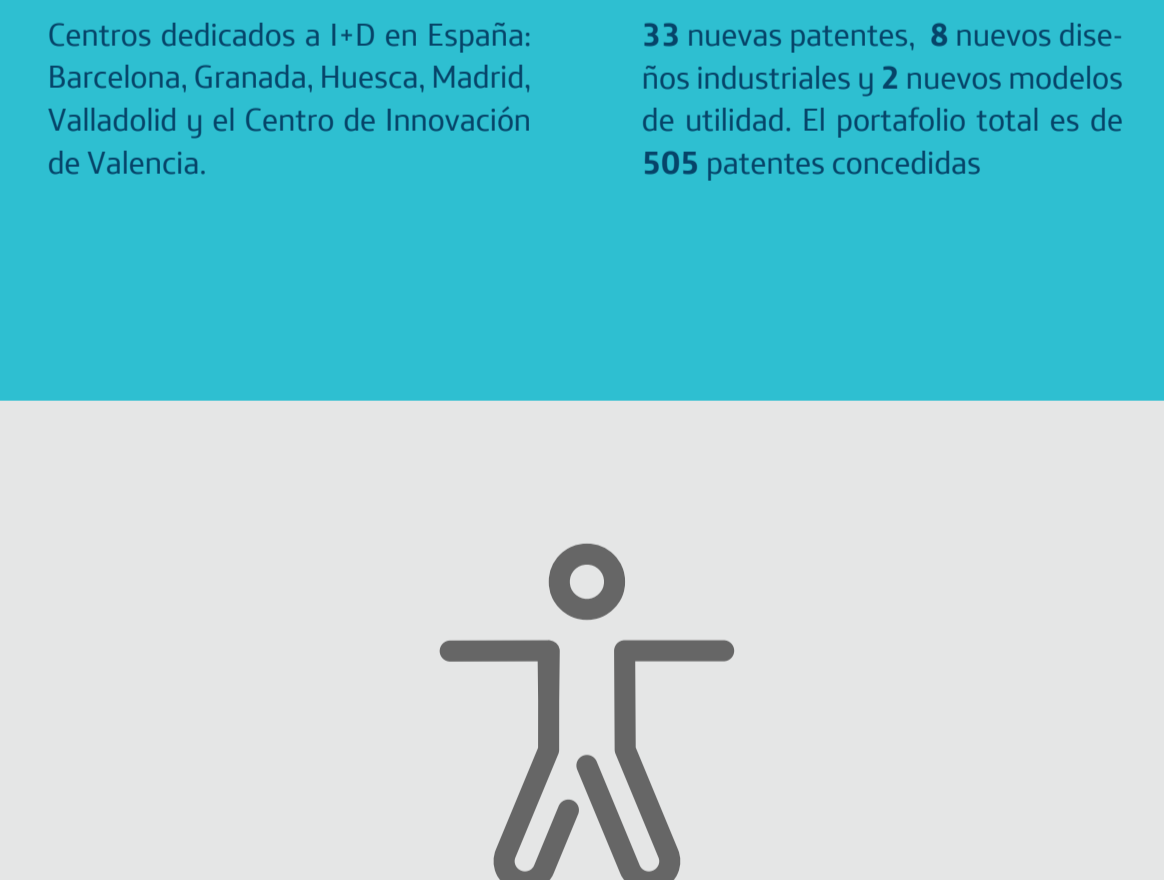 Centros dedicados a I+D en España:
Barcelona, Granada, Huesca, Madrid,
Valladolid y el Centro de Innovación
de Valencia.
33 nuevas patentes, 8 nuevos dise-
ños industriales y 2 nuevos modelos
de utilidad. El portafolio total es de
505 patentes concedidas